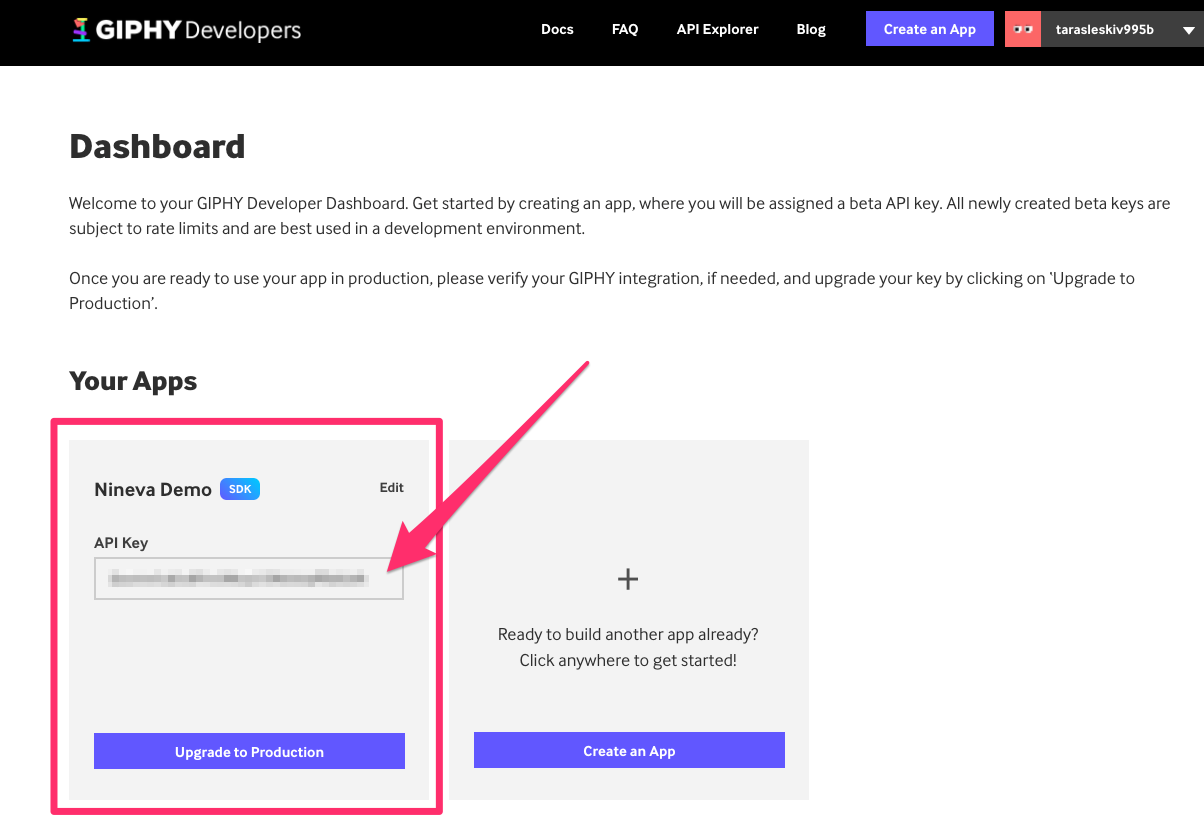 GIPHY Developers
Docs
FAQ
API Explorer
Blog
Create an App
tarasleskiv995b
Dashboard
Welcome to your GIPHY Developer Dashboard. Get started by creating an app, where you will be assigned a beta API key. All newly created beta keys are
subject to rate limits and are best used in a development environment.
Once you are ready to use your app in production, please verify your GIPHY integration, if needed, and upgrade your key by clicking on 'Upgrade to
Production'.
Your Apps
Nineva Demo
SDK
Edit
API Key
Upgrade to Production
+
Ready to build another app already?
Click anywhere to get started!
Create an App